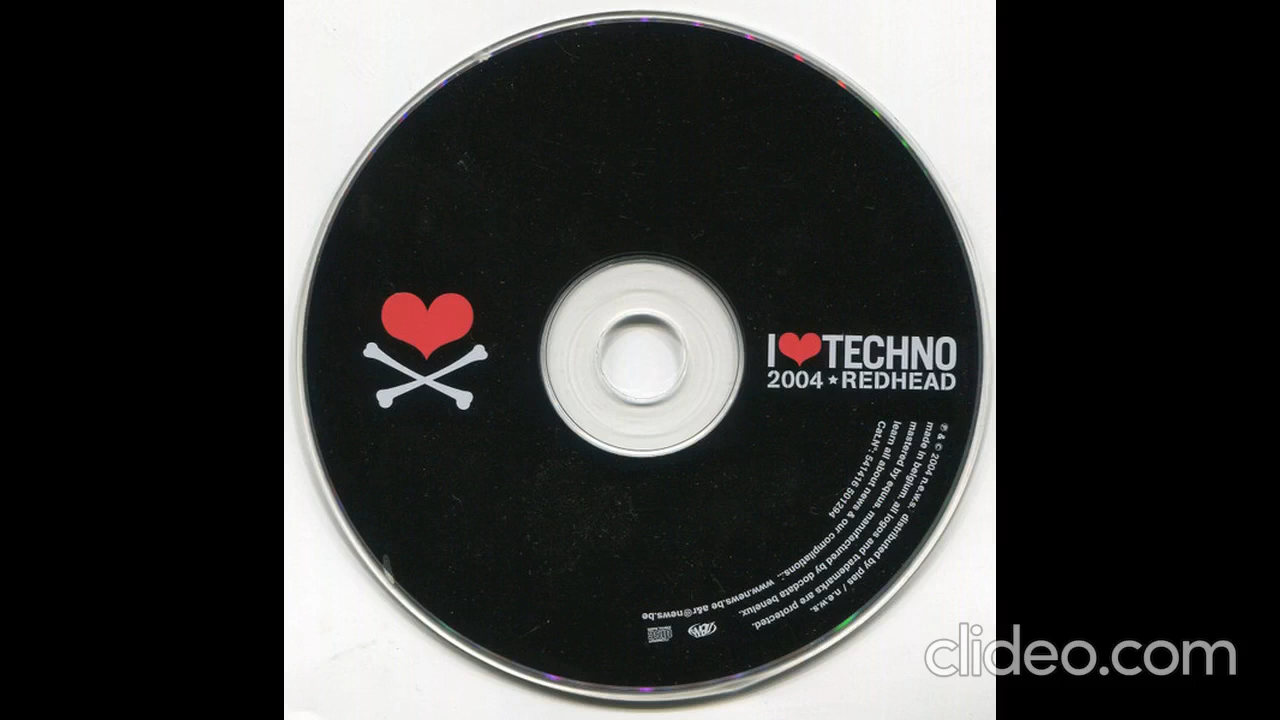 I ❤ TECHNO
2004 ★ REDHEAD
℗ & © 2004 n.e.w.s. distributed by pias / n.e.w.s.
made in belgium. all logos and trademarks are protected.
mastered by equus. manufactured by docdata benelux.
learn all about news & our compilations... www.news.be a&r@news.be
Cat.N°: 541416 501294
clideo.com